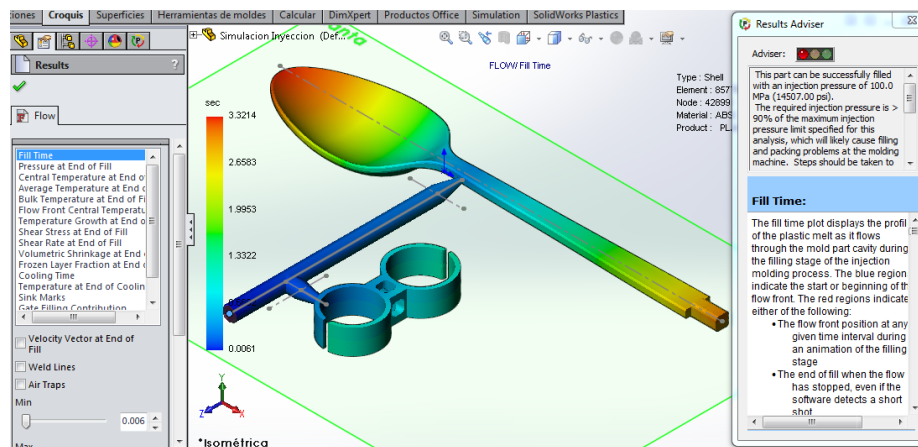 ciones Croquis Superficies Herramientas de moldes Calcular DimXpert Productos Office Simulation SolidWorks Plastics
Results ?
Flow
Fill Time
Pressure at End of Fill
Central Temperature at End of
Average Temperature at End o
Bulk Temperature at End of Fill
Flow Front Central Temperatu
Temperature Growth at End of
Shear Stress at End of Fill
Shear Rate at End of Fill
Volumetric Shrinkage at End o
Frozen Layer Fraction at End o
Cooling Time
Temperature at End of Cooling
Sink Marks
Gate Filling Contribution
Velocity Vector at End of
Fill
Weld Lines
Air Traps
Min
0.006
Max
Simulacion Inyeccion (Def...
FLOW/ Fill Time
Type : Shell
Element : 857
Node : 42899
Material : ABS
Product : PL
sec
3.3214
2.6583
1.9953
1.3322
0.0061
Y
Z
X
*Isométrica
Results Adviser
Adviser:
This part can be successfully filled
with an injection pressure of 100.0
MPa (14507.00 psi).
The required injection pressure is >
90% of the maximum injection
pressure limit specified for this
analysis, which will likely cause filling
and packing problems at the molding
machine. Steps should be taken to
Fill Time:
The fill time plot displays the profil
of the plastic melt as it flows
through the mold part cavity during
the filling stage of the injection
molding process. The blue region
indicate the start or beginning of th
flow front. The red regions indicate
either of the following:
• The flow front position at any
given time interval during
an animation of the filling
stage
• The end of fill when the flow
has stopped, even if the
software detects a short
shot